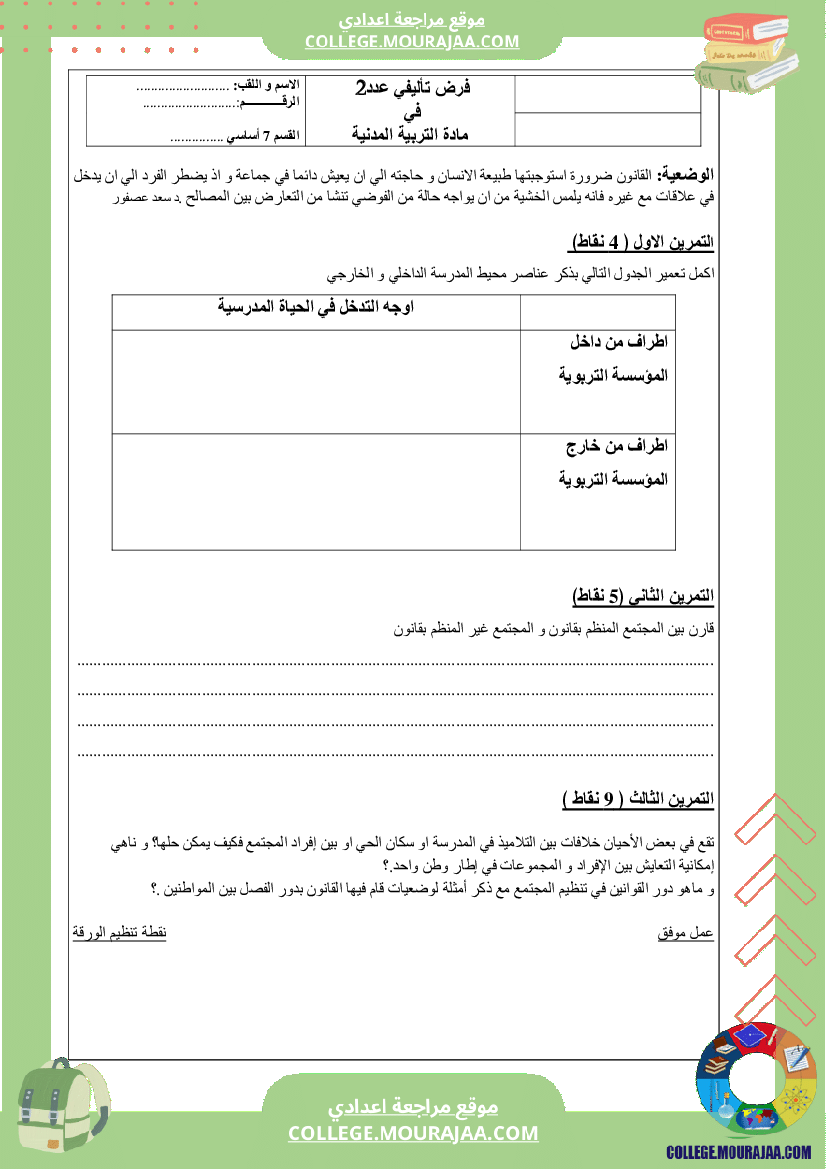 موقع مراجعة اعدادي
COLLEGE.MOURAJAA.COM
الاسم و اللقب: ..........................
الرقـــــــــم:..........................
القسم 7 أساسي ...............
فرض تأليفي عدد2
في
مادة التربية المدنية
الوضعية: القانون ضرورة استوجبتها طبيعة الانسان و حاجته الي ان يعيش دائما في جماعة و اذ يضطر الفرد الي ان يدخل
في علاقات مع غيره فانه يلمس الخشية من ان يواجه حالة من الفوضي تنشا من التعارض بين المصالح .د سعد عصفور
التمرين الاول ( 4 نقاط)
اكمل تعمير الجدول التالي بذكر عناصر محيط المدرسة الداخلي و الخارجي
اوجه التدخل في الحياة المدرسية
اطراف من داخل
المؤسسة التربوية
اطراف من خارج
المؤسسة التربوية
التمرين الثاني (5 نقاط)
قارن بين المجتمع المنظم بقانون و المجتمع غير المنظم بقانون
التمرين الثالث ( 9 نقاط )
تقع في بعض الأحيان خلافات بين التلاميذ في المدرسة او سكان الحي او بين إفراد المجتمع فكيف يمكن حلها؟ و ناهي
إمكانية التعايش بين الإفراد و المجموعات في إطار وطن واحد.؟
و ماهو دور القوانين في تنظيم المجتمع مع ذكر أمثلة لوضعيات قام فيها القانون بدور الفصل بين المواطنين .؟
عمل موفق
نقطة تنظيم الورقة
موقع مراجعة اعدادي
COLLEGE.MOURAJAA.COM
COLLEGE.MOURAJAA.COM